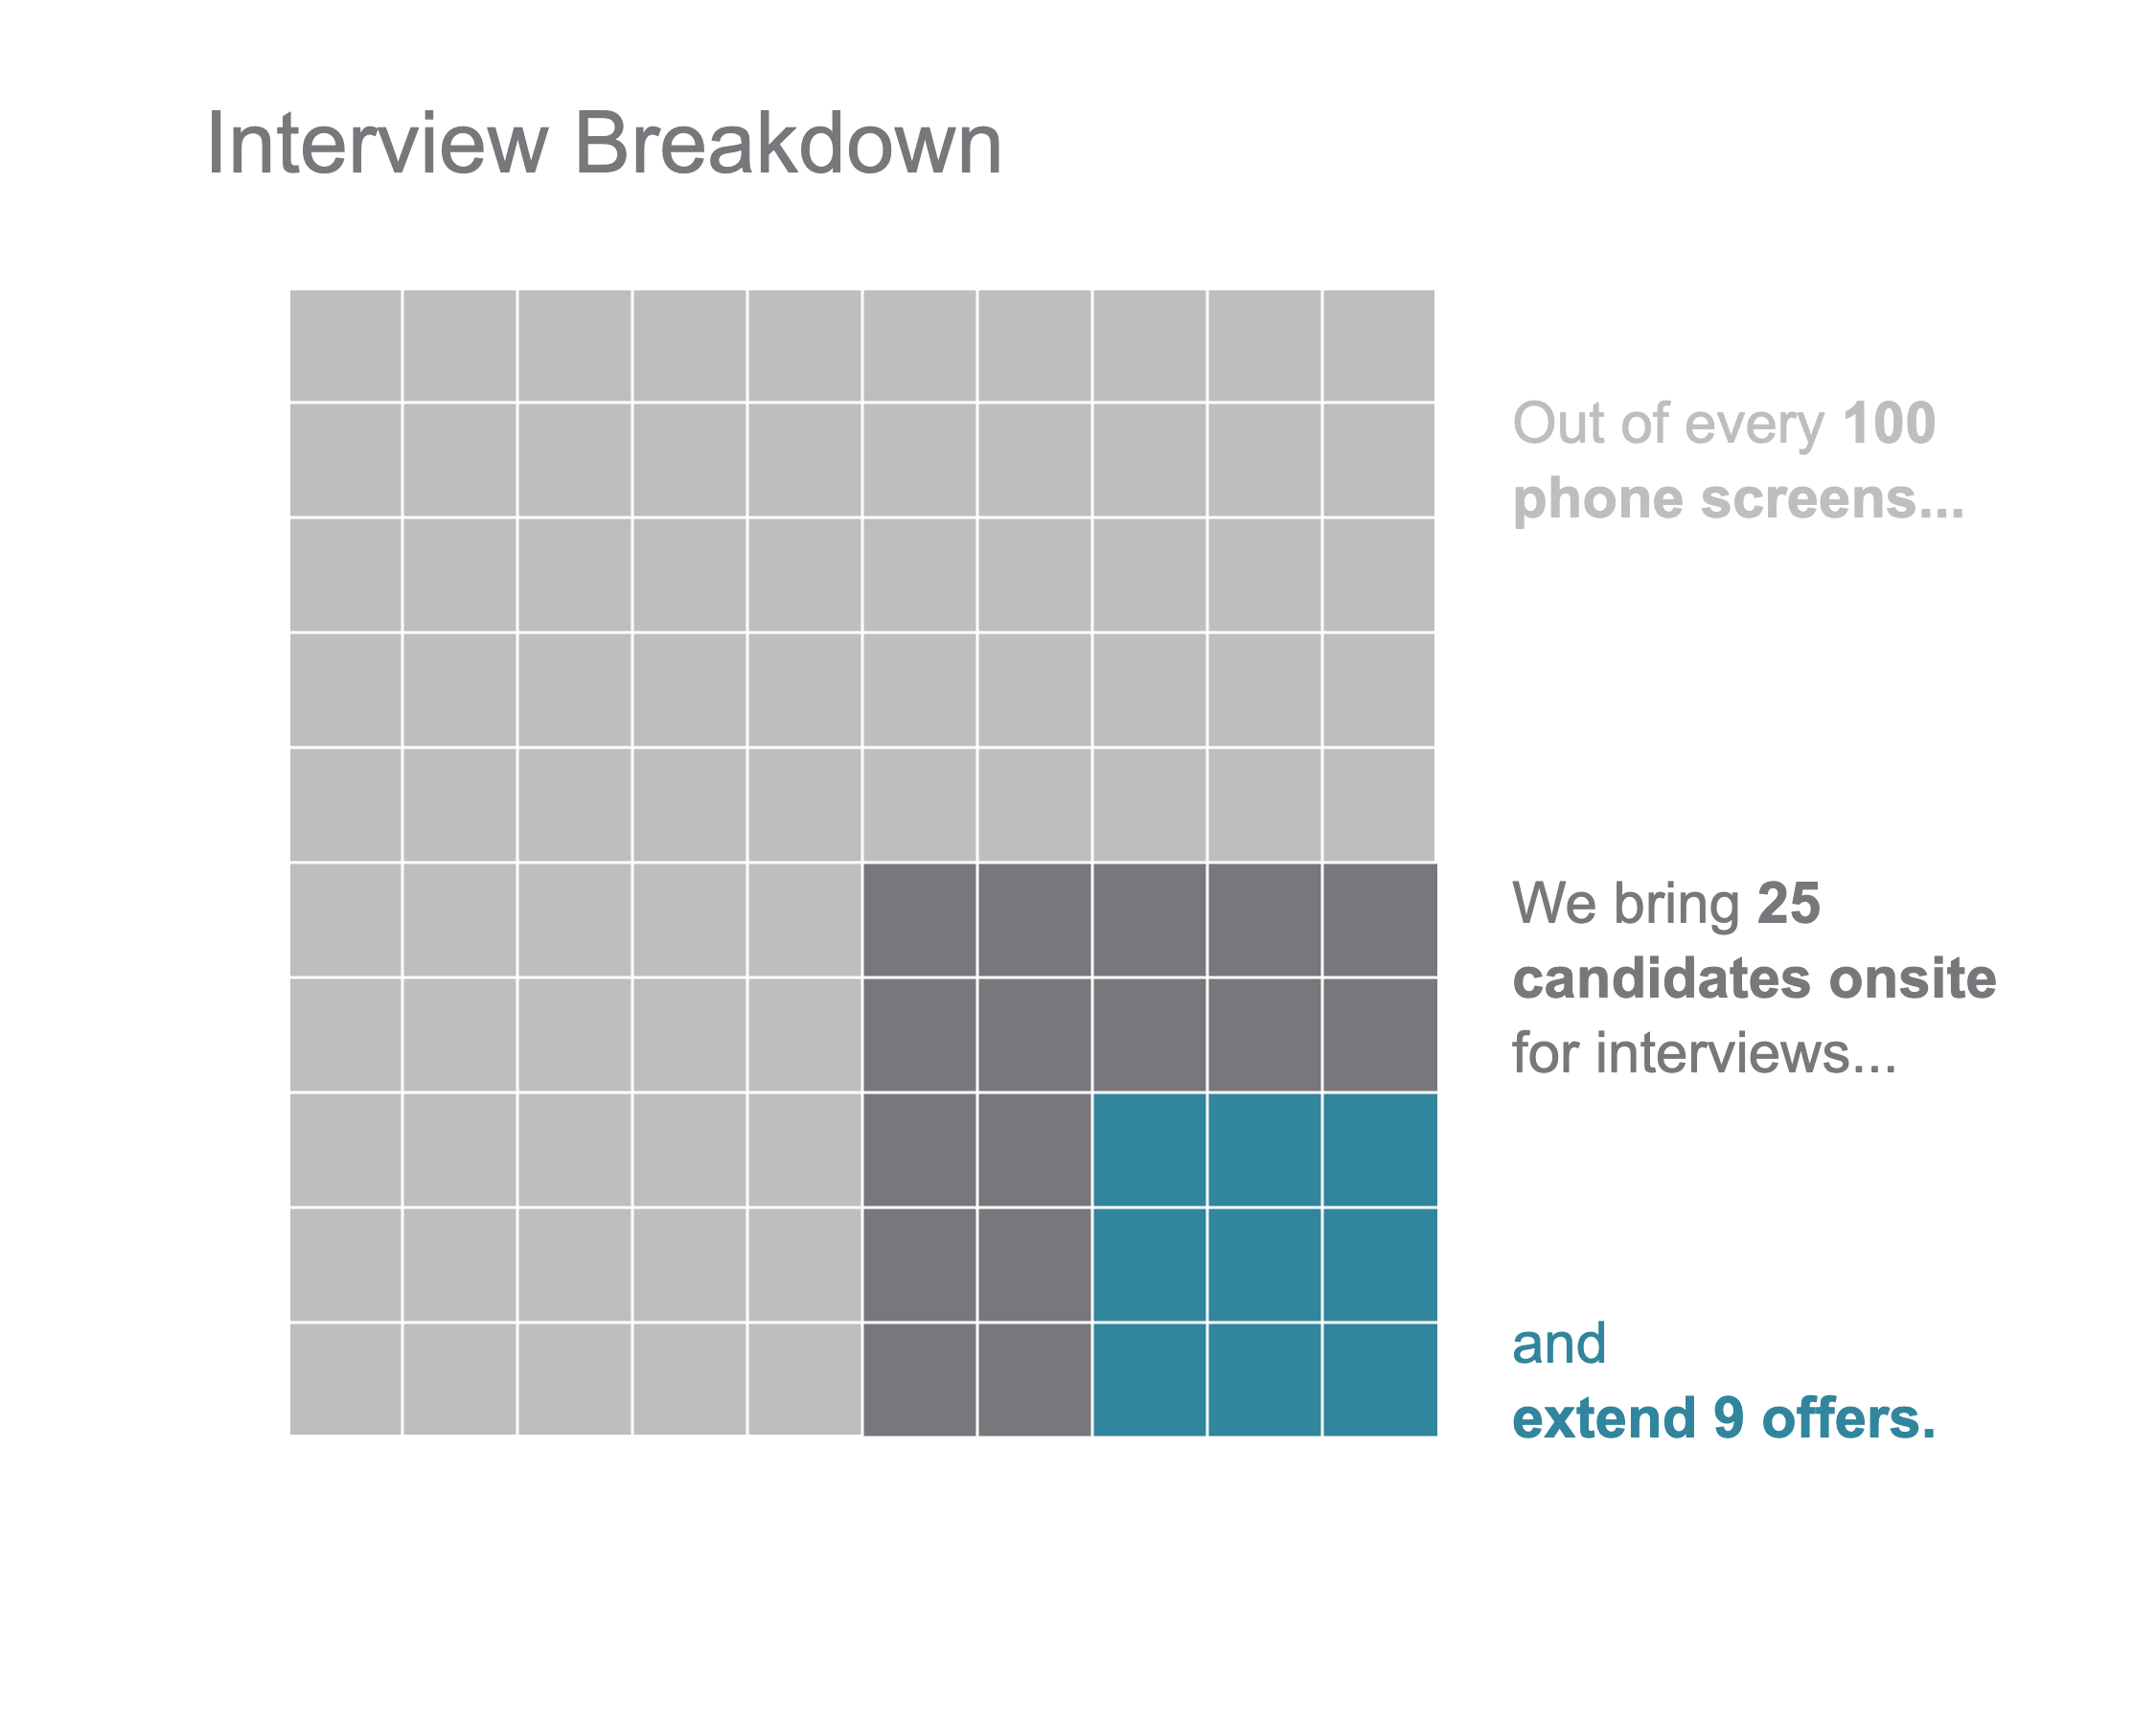 Interview Breakdown
Out of every 100
phone screens...
We bring 25
candidates onsite
for interviews...
and
extend 9 offers.